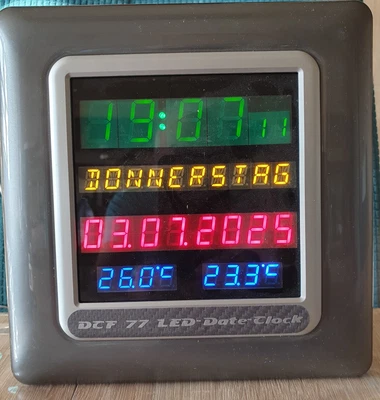 19:07 11
DONNERSTAG
03.07.2025
26.0°C 23.3°C
DCF 77 LED-Date-Clock